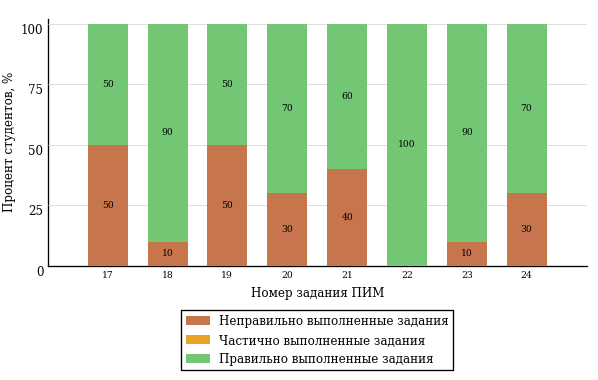 Процент студентов, %
100
75
50
25
0
50 90 50 70 60 100 90 70
50 10 50 30 40 10 30
17 18 19 20 21 22 23 24
Номер задания ПИМ
Неправильно выполненные задания
Частично выполненные задания
Правильно выполненные задания